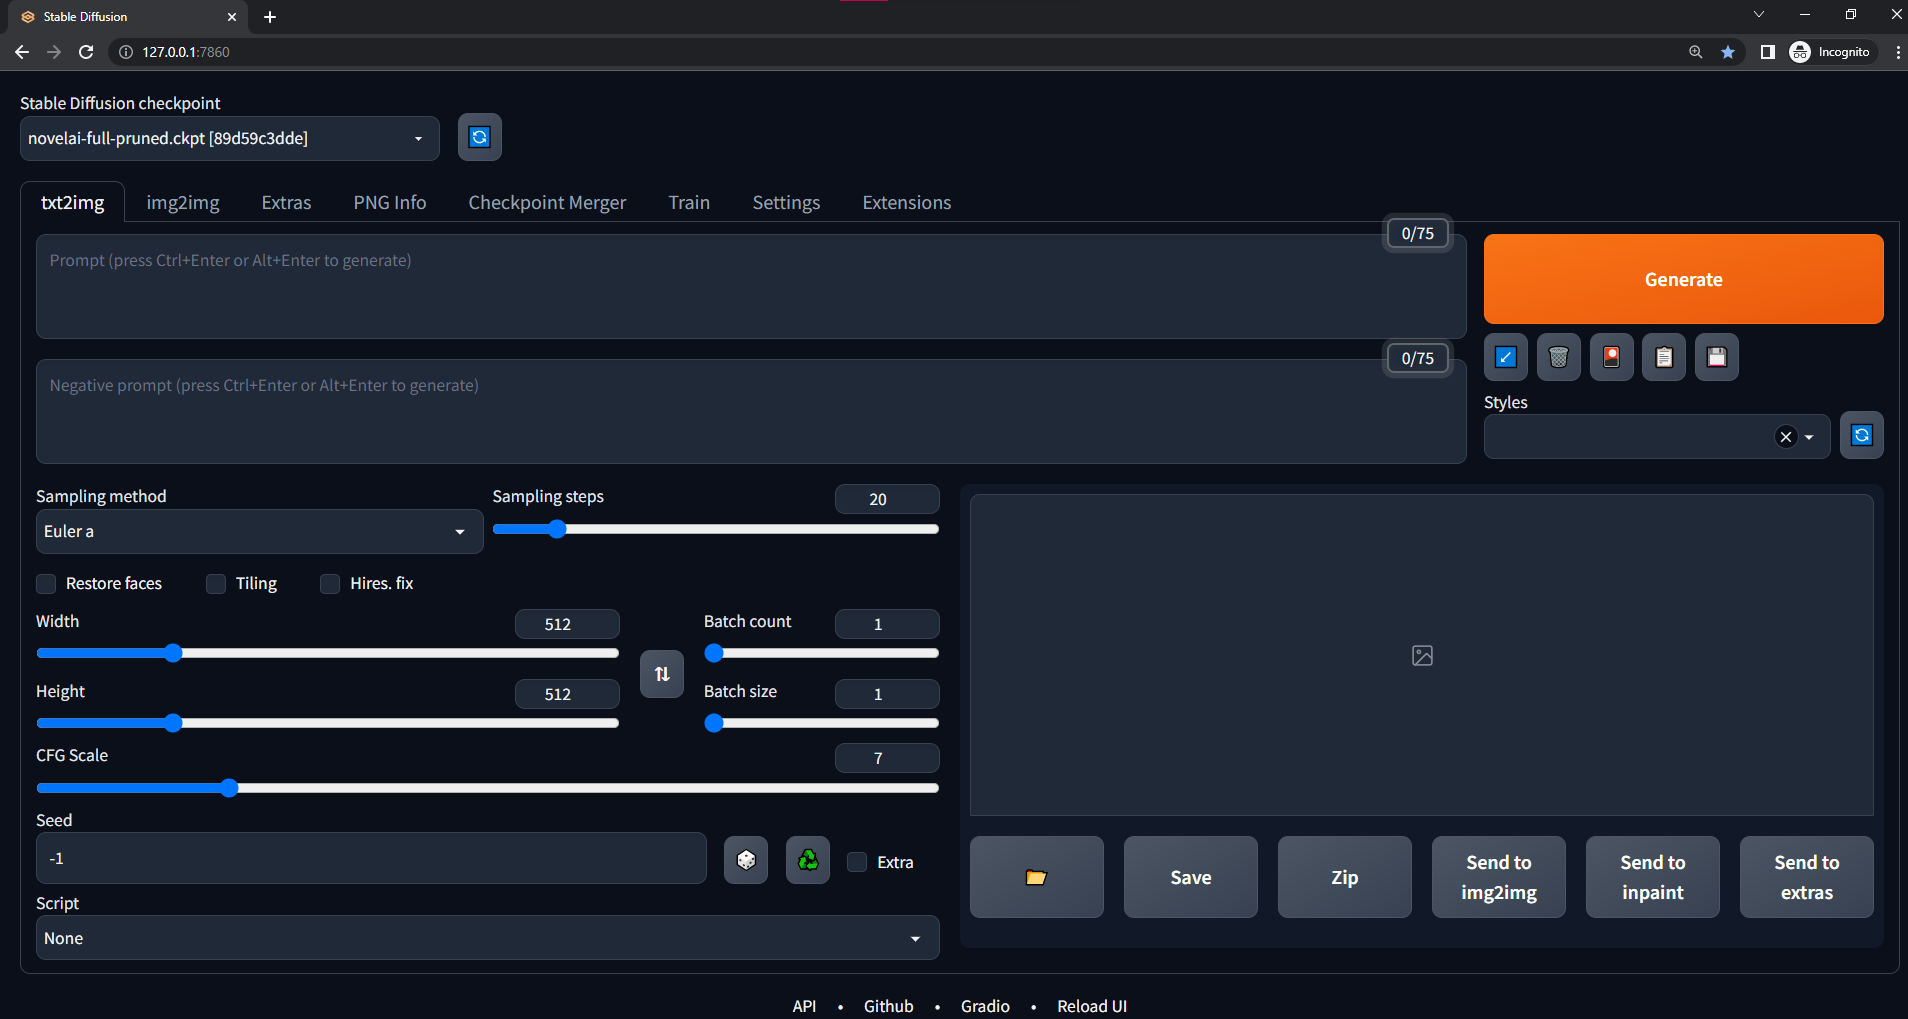 Stable Diffusion
127.0.0.1:7860
Incognito
Stable Diffusion checkpoint
novelai-full-pruned.ckpt [89d59c3dde]
txt2img img2img Extras PNG Info Checkpoint Merger Train Settings Extensions
0/75
Prompt (press Ctrl+Enter or Alt+Enter to generate)
Generate
0/75
Negative prompt (press Ctrl+Enter or Alt+Enter to generate)
Styles
Sampling method
Euler a
Sampling steps
20
Restore faces Tiling Hires. fix
Width
512
Batch count
1
Height
512
Batch size
1
CFG Scale
7
Seed
-1
Extra
Script
None
Save
Zip
Send to
img2img
Send to
inpaint
Send to
extras
API • Github • Gradio • Reload UI